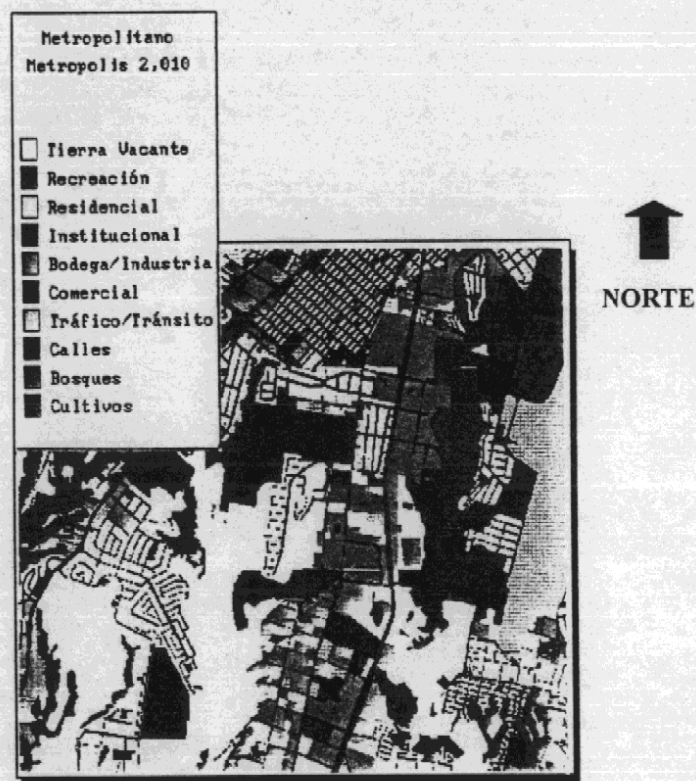 Metropolitano
Metropolis 2,010
Tierra Vacante
Recreación
Residencial
Institucional
Bodega/Industria
Comercial
Tráfico/Tránsito
Calles
Bosques
Cultivos
NORTE